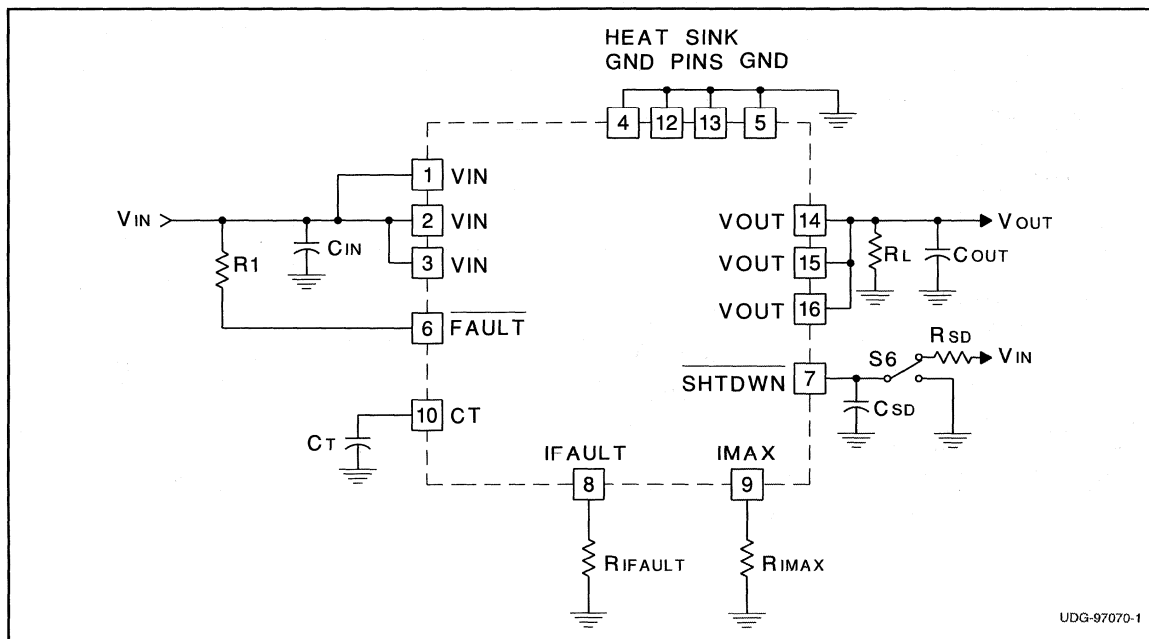 HEAT SINK
GND PINS GND
4 12 13 5
1 VIN
VIN
2 VIN
CIN
3 VIN
R1
6 FAULT
10 CT
CT
VOUT 14
VOUT
VOUT 15
RL
COUT
VOUT 16
RSD
VIN
S6
SHTDWN 7
CSD
IFAULT
8
IMAX
9
RIFAULT
RIMAX
UDG-97070-1